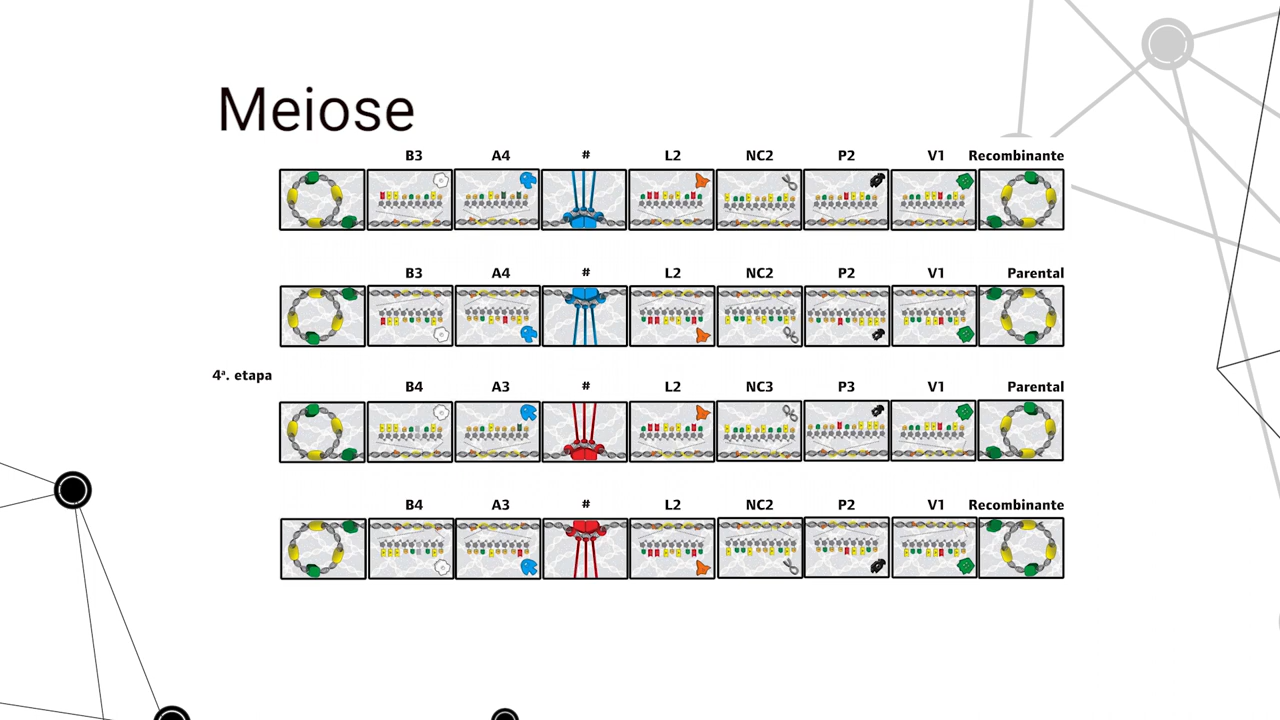 Meiose
B3 A4 # L2 NC2 P2 V1 Recombinante
B3 A4 # L2 NC2 P2 V1 Parental
4ª. etapa
B4 A3 # L2 NC3 P3 V1 Parental
B4 A3 # L2 NC2 P2 V1 Recombinante